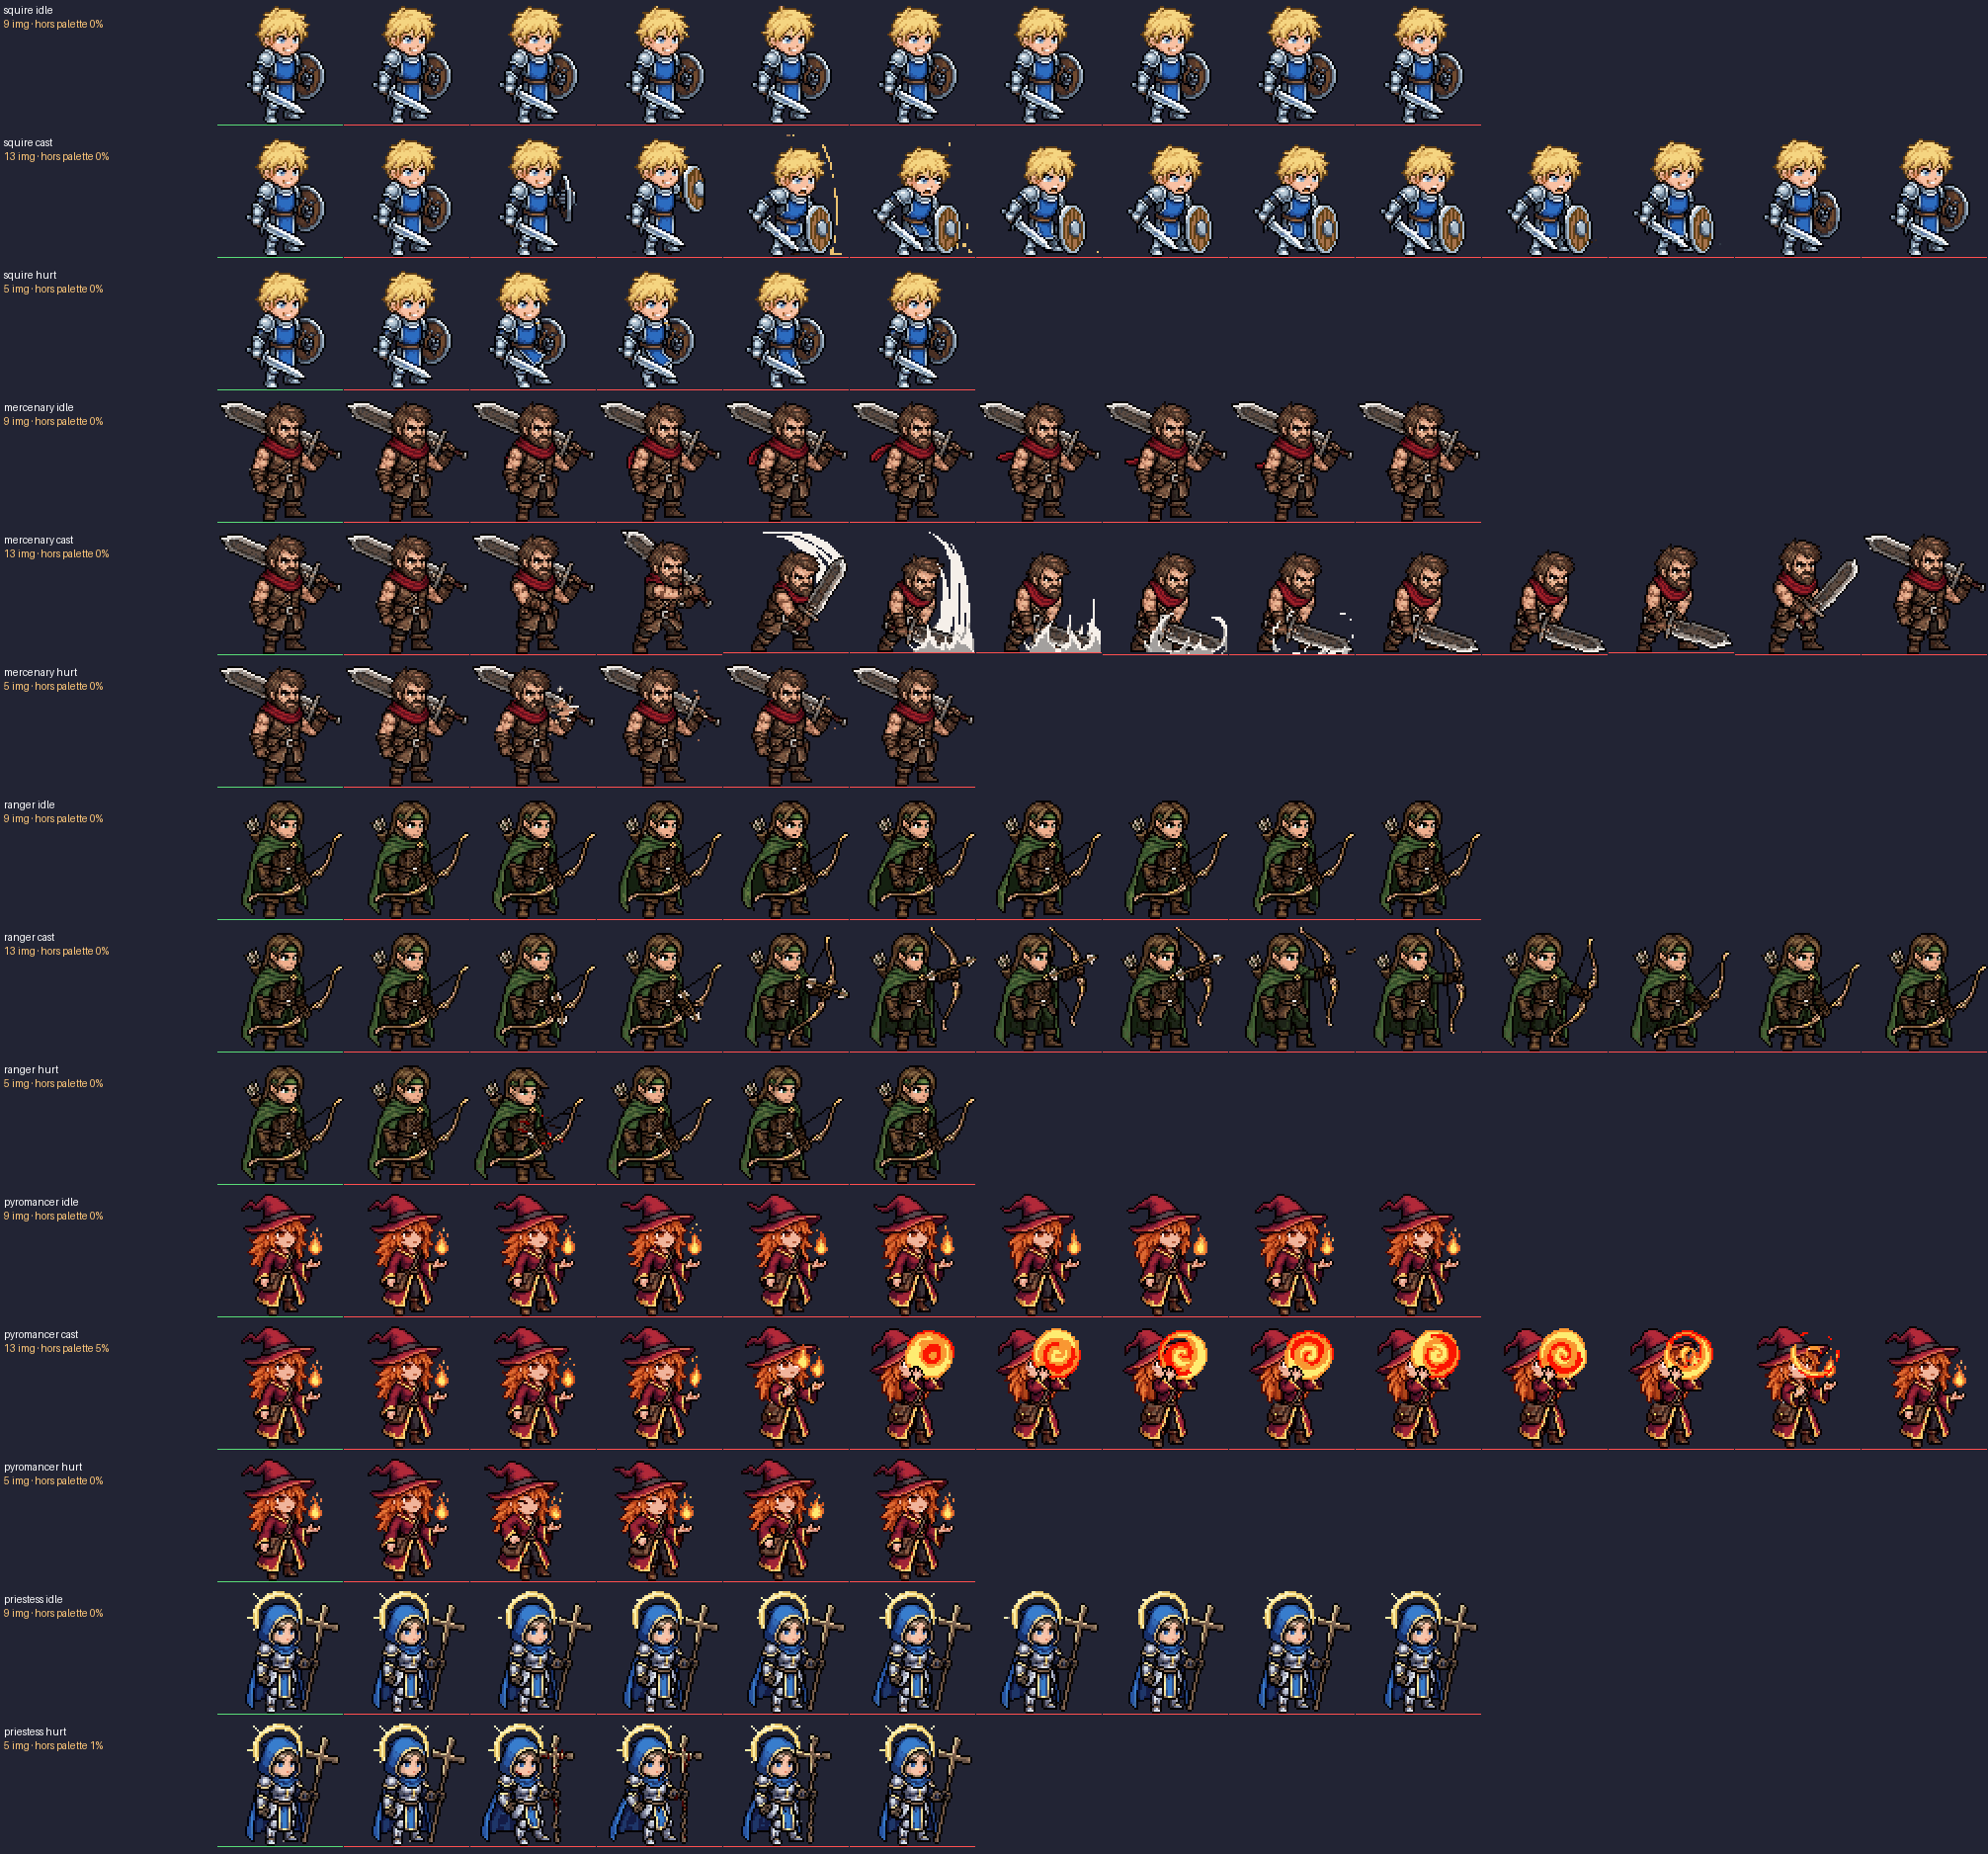 squire idle
9 img · hors palette 0%
squire cast
13 img · hors palette 0%
squire hurt
5 img · hors palette 0%
mercenary idle
9 img · hors palette 0%
mercenary cast
13 img · hors palette 0%
mercenary hurt
5 img · hors palette 0%
ranger idle
9 img · hors palette 0%
ranger cast
13 img · hors palette 0%
ranger hurt
5 img · hors palette 0%
pyromancer idle
9 img · hors palette 0%
pyromancer cast
13 img · hors palette 5%
pyromancer hurt
5 img · hors palette 0%
priestess idle
9 img · hors palette 0%
priestess hurt
5 img · hors palette 1%